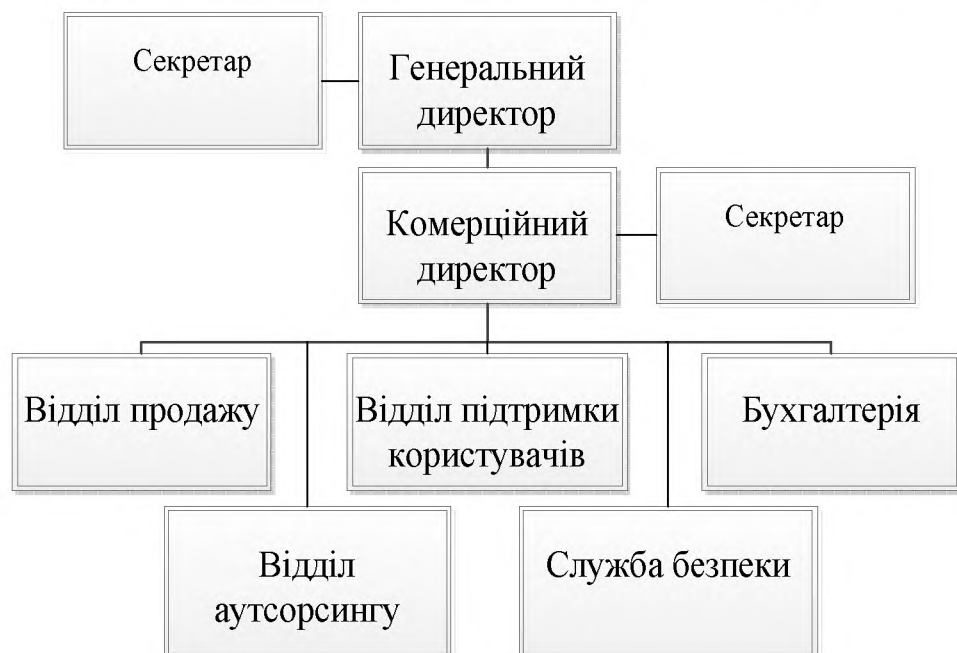 Секретар
Генеральний
директор
Комерційний
директор
Секретар
Відділ продажу
Відділ підтримки
користувачів
Бухгалтерія
Відділ
аутсорсингу
Служба безпеки